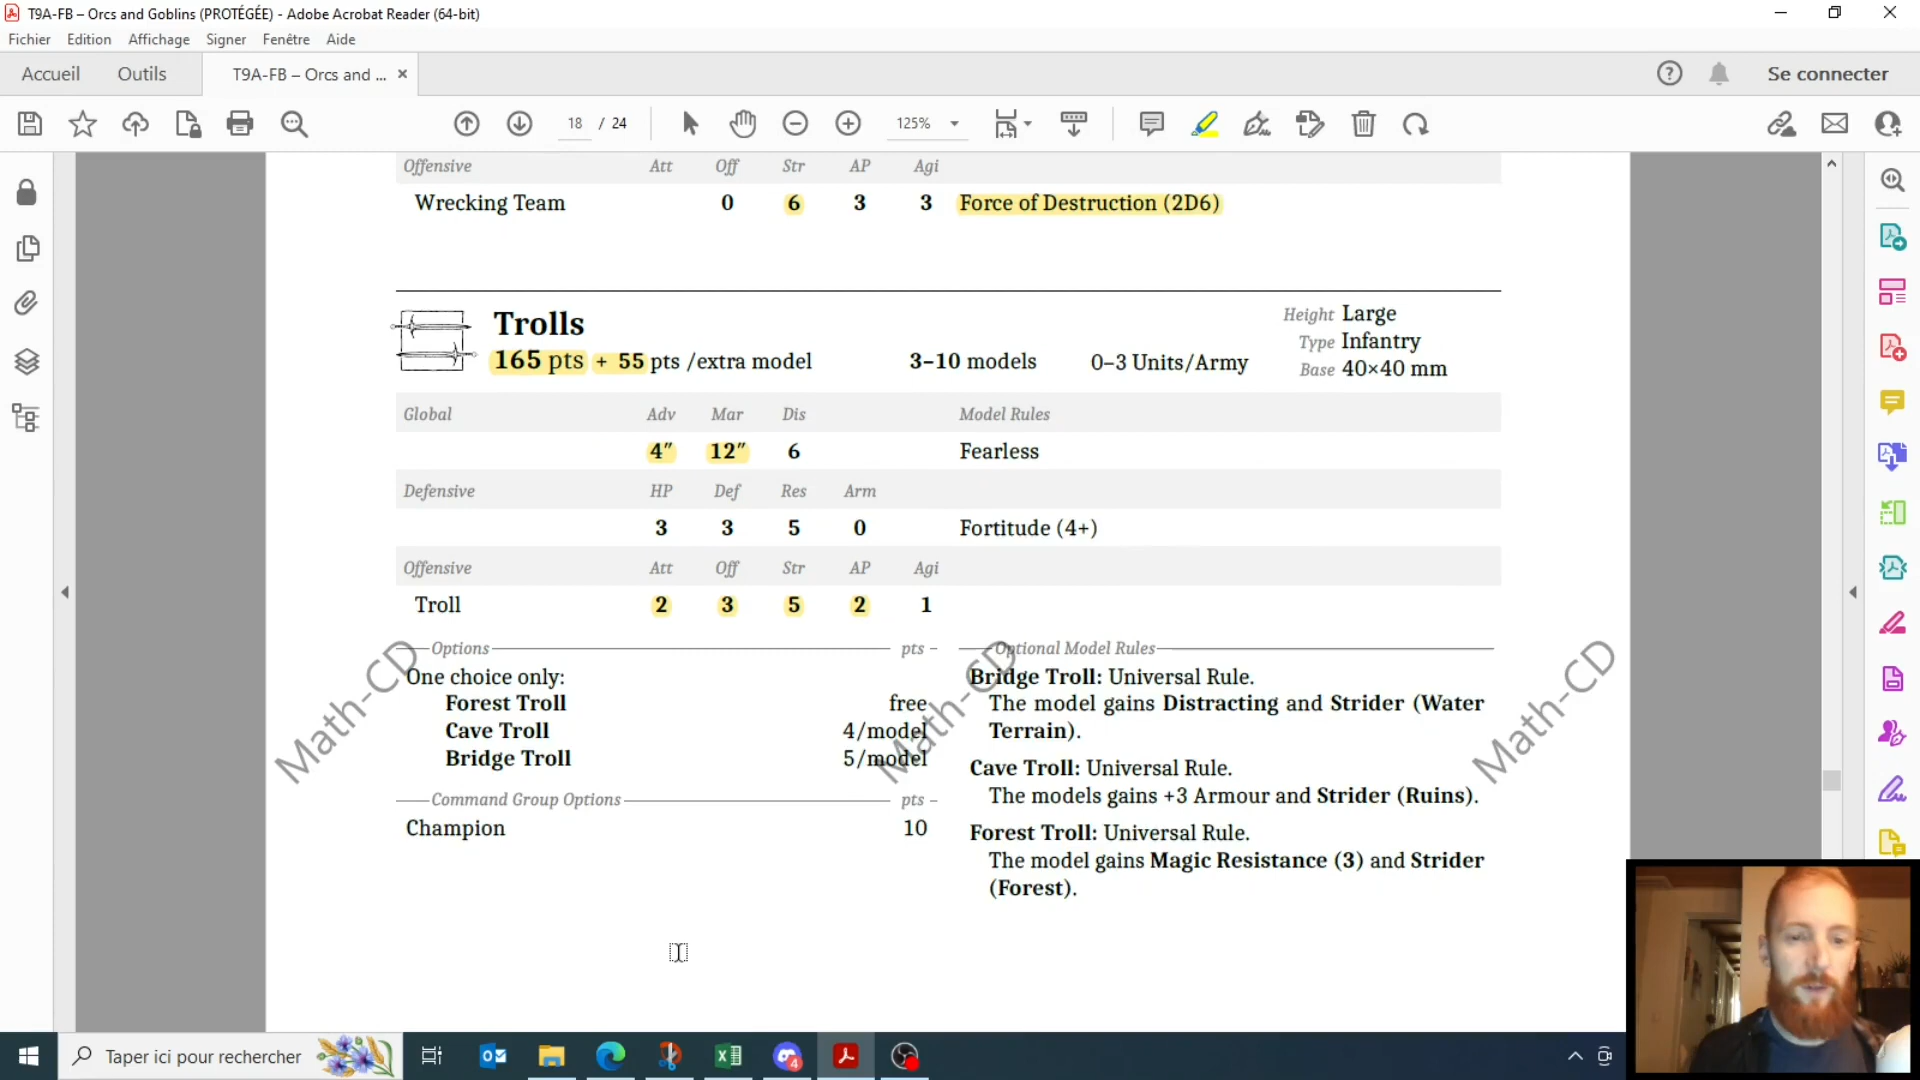 T9A-FB – Orcs and Goblins (PROTÉGÉE) - Adobe Acrobat Reader (64-bit)
Fichier Edition Affichage Signer Fenêtre Aide
Accueil Outils T9A-FB – Orcs and ... × Se connecter
18 / 24 125%
Offensive Att Off Str AP Agi
Wrecking Team 0 6 3 3 Force of Destruction (2D6)
Trolls
165 pts + 55 pts /extra model 3–10 models 0–3 Units/Army
Height Large
Type Infantry
Base 40×40 mm
Global Adv Mar Dis Model Rules
4″ 12″ 6 Fearless
Defensive HP Def Res Arm
3 3 5 0 Fortitude (4+)
Offensive Att Off Str AP Agi
Troll 2 3 5 2 1
Options pts
One choice only:
Forest Troll free
Cave Troll 4/model
Bridge Troll 5/model
Command Group Options pts
Champion 10
Optional Model Rules
Bridge Troll: Universal Rule.
The model gains Distracting and Strider (Water
Terrain).
Cave Troll: Universal Rule.
The models gains +3 Armour and Strider (Ruins).
Forest Troll: Universal Rule.
The model gains Magic Resistance (3) and Strider
(Forest).
Math-CD
Math-CD
Math-CD
Taper ici pour rechercher
4